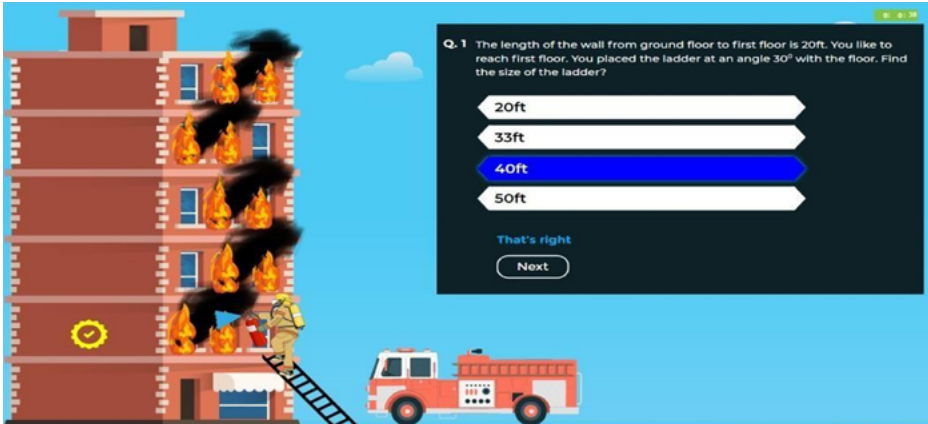 Q. 1 The length of the wall from ground floor to first floor is 20ft. You like to
reach first floor. You placed the ladder at an angle 30⁰ with the floor. Find
the size of the ladder?
20ft
33ft
40ft
50ft
That's right
Next